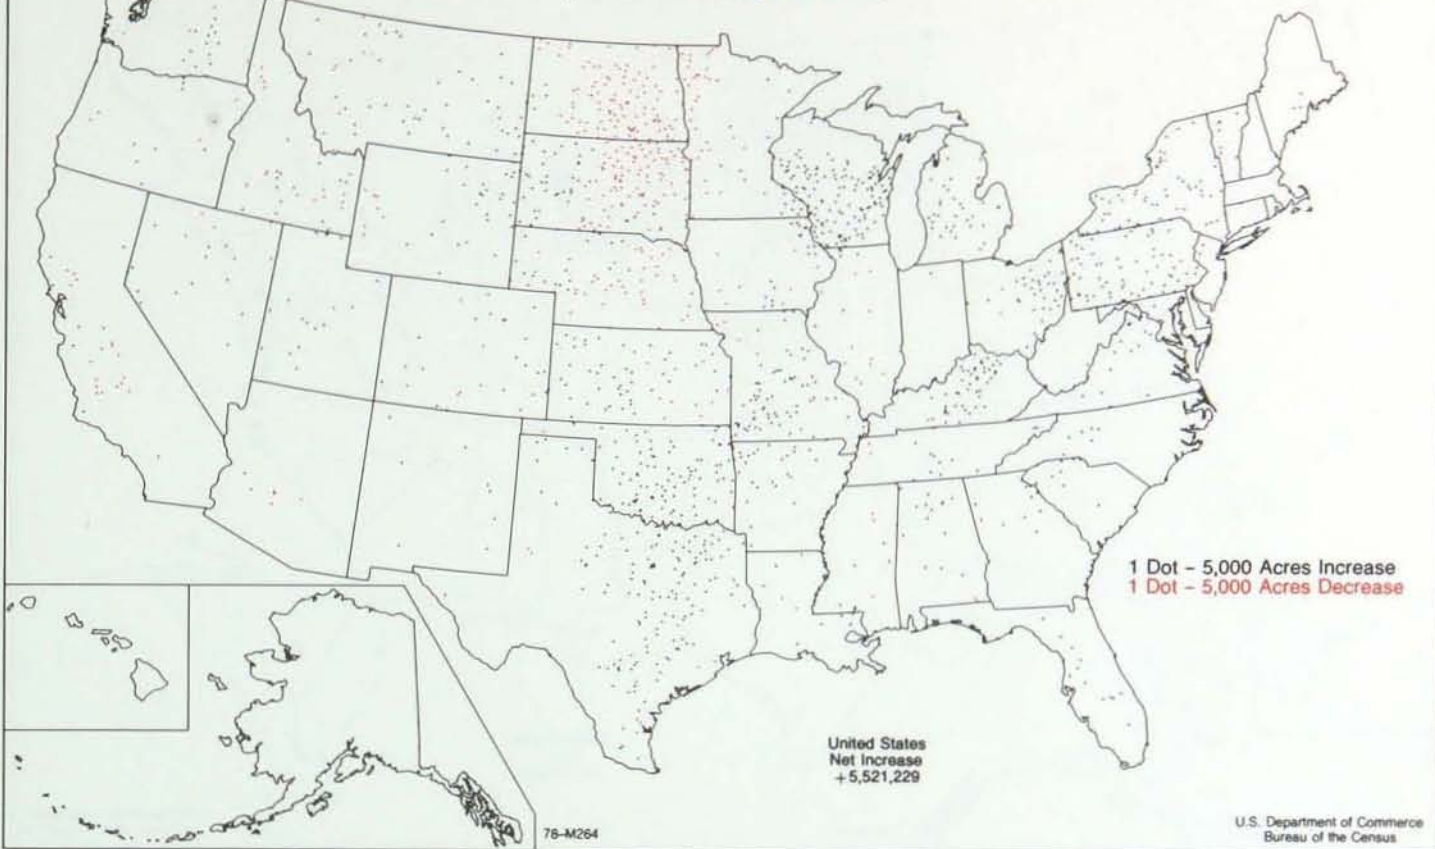 1 Dot – 5,000 Acres Increase
1 Dot – 5,000 Acres Decrease
United States
Net Increase
+5,521,229
78-M264
U.S. Department of Commerce
Bureau of the Census